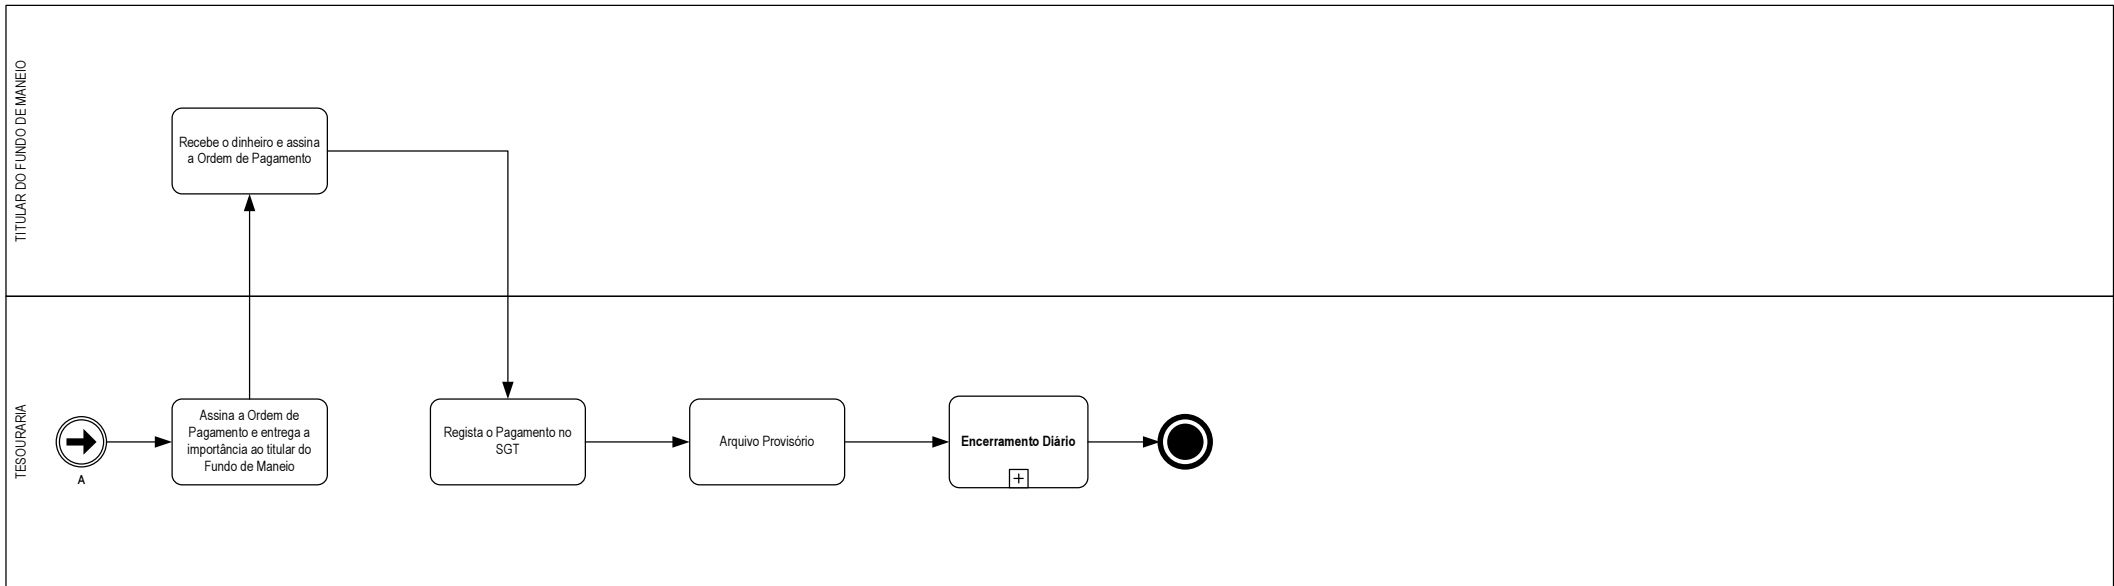 TITULAR DO FUNDO DE MANEIO
Recebe o dinheiro e assina
a Ordem de Pagamento
TESOURARIA
A
Assina a Ordem de
Pagamento e entrega a
importância ao titular do
Fundo de Maneio
Regista o Pagamento no
SGT
Arquivo Provisório
Encerramento Diário